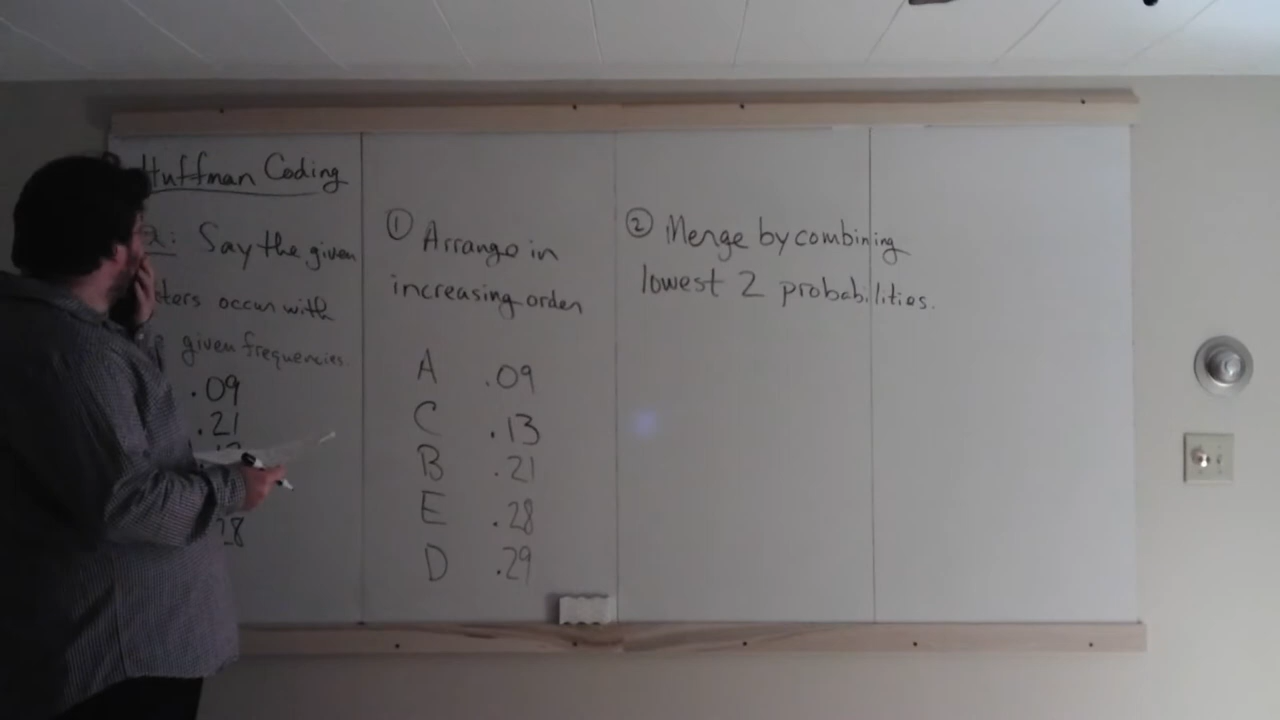 Huffman Coding
Say the given
occur with
given frequencies.
.09
.21
① Arrange in
increasing order
A .09
C .13
B .21
E .28
D .29
② Merge by combining
lowest 2 probabilities.